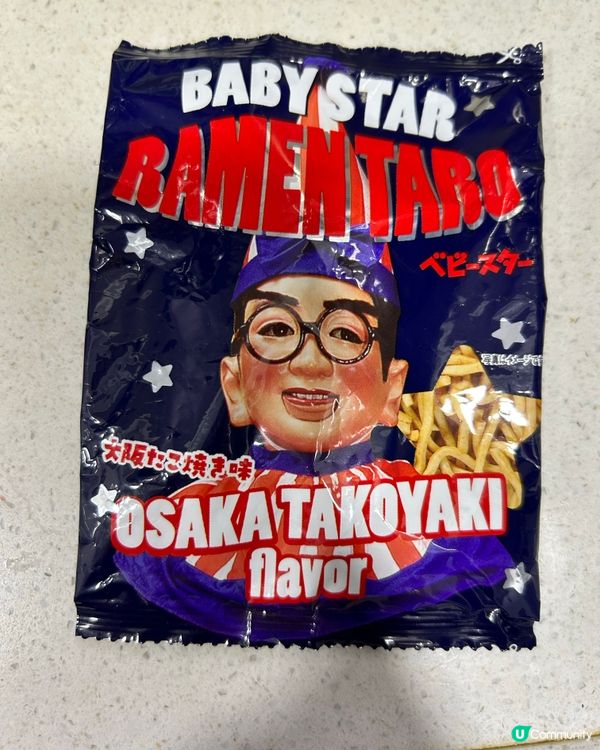 BABY STAR
RAMEN TARO
ベビースター
大阪たこ焼き味
OSAKA TAKOYAKI
flavor
U Community